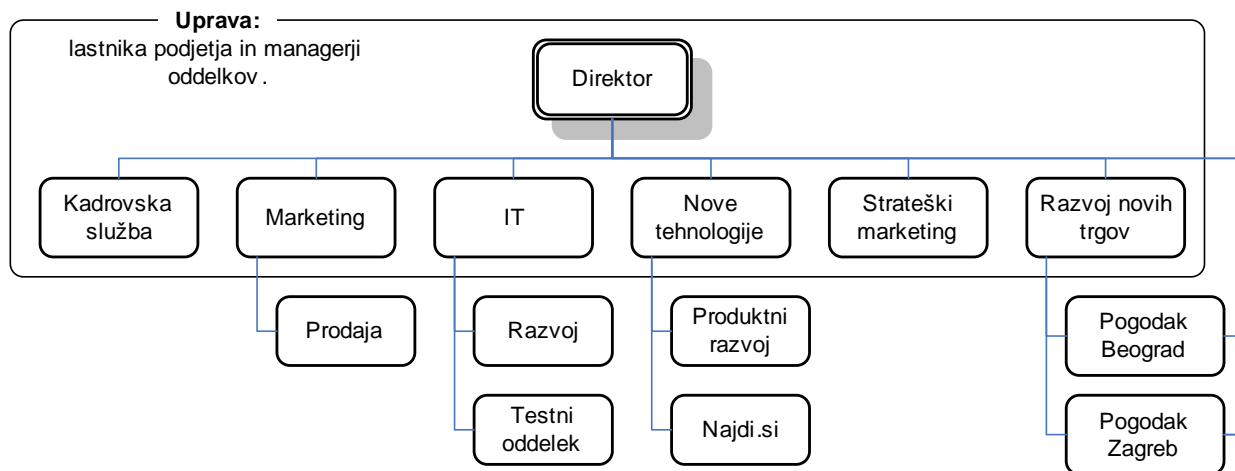 Uprava:
lastnika podjetja in managerji
oddelkov.
Direktor
Kadrovska
služba
Marketing
IT
Nove
tehnologije
Strateški
marketing
Razvoj novih
trgov
Prodaja
Razvoj
Produktni
razvoj
Pogodak
Beograd
Testni
oddelek
Najdi.si
Pogodak
Zagreb